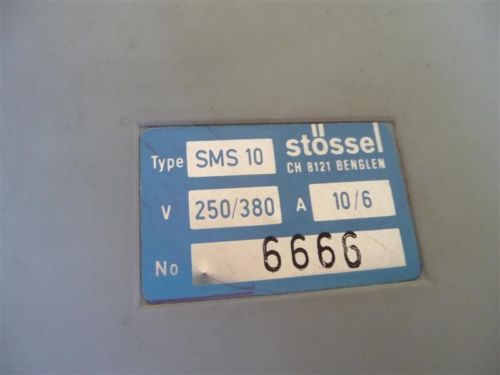 stössel
Type SMS 10 CH 8121 BENGLEN
V 250/380 A 10/6
No 6666